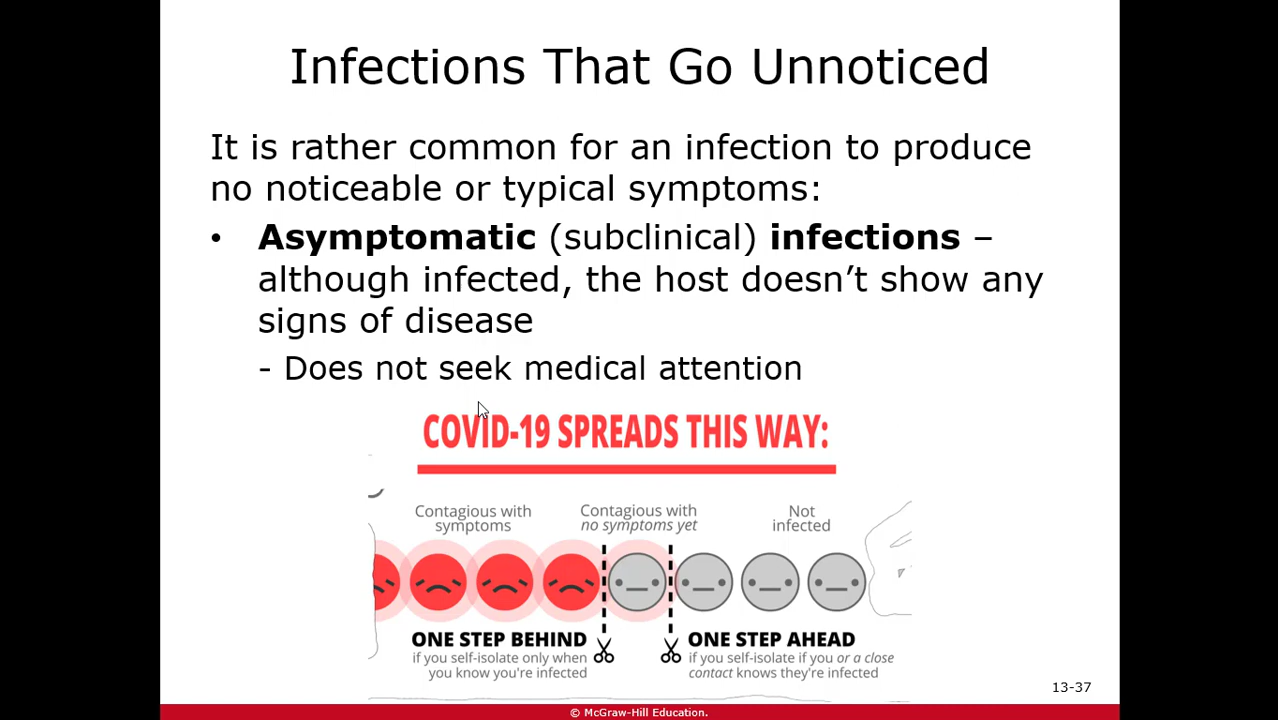 Infections That Go Unnoticed
It is rather common for an infection to produce
no noticeable or typical symptoms:
• Asymptomatic (subclinical) infections –
although infected, the host doesn’t show any
signs of disease
- Does not seek medical attention
COVID-19 SPREADS THIS WAY:
Contagious with
symptoms
Contagious with
no symptoms yet
Not
infected
ONE STEP BEHIND
if you self-isolate only when
you know you're infected
ONE STEP AHEAD
if you self-isolate if you or a close
contact knows they're infected
13-37
© McGraw-Hill Education.